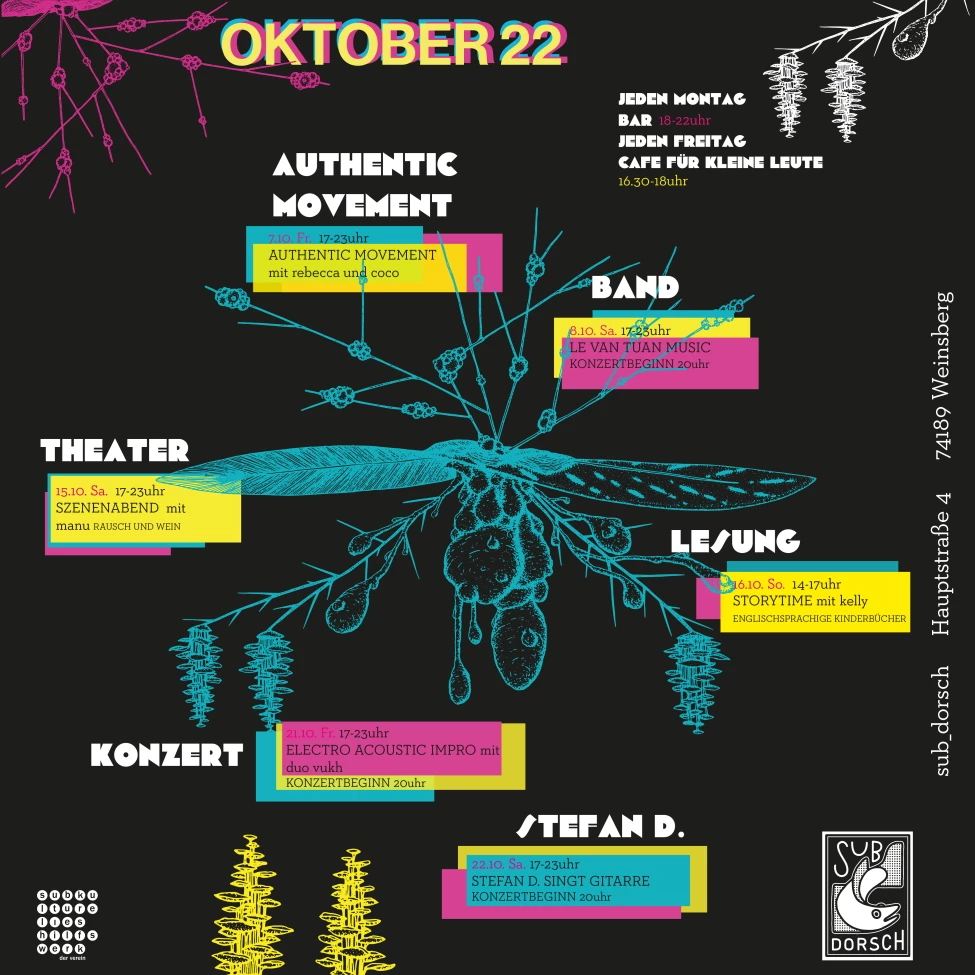 OKTOBER 22
JEDEN MONTAG
BAR 18-22uhr
JEDEN FREITAG
CAFE FÜR KLEINE LEUTE
16.30-18uhr
AUTHENTIC
MOVEMENT
7.10. Fr. 17-23uhr
AUTHENTIC MOVEMENT
mit rebecca und coco
BAND
8.10. Sa. 17-23uhr
LE VAN TUAN MUSIC
KONZERTBEGINN 20uhr
THEATER
15.10. Sa. 17-23uhr
SZENENABEND mit
manu RAUSCH UND WEIN
LESUNG
16.10. So. 14-17uhr
STORYTIME mit kelly
ENGLISCHSPRACHIGE KINDERBÜCHER
KONZERT
21.10. Fr. 17-23uhr
ELECTRO ACOUSTIC IMPRO mit
duo vukh
KONZERTBEGINN 20uhr
STEFAN D.
22.10. Sa. 17-23uhr
STEFAN D. SINGT GITARRE
KONZERTBEGINN 20uhr
sub_dorsch Hauptstraße 4 74189 Weinsberg
subku
lture
lles
hilfs
werk
der verein
SUB
DORSCH